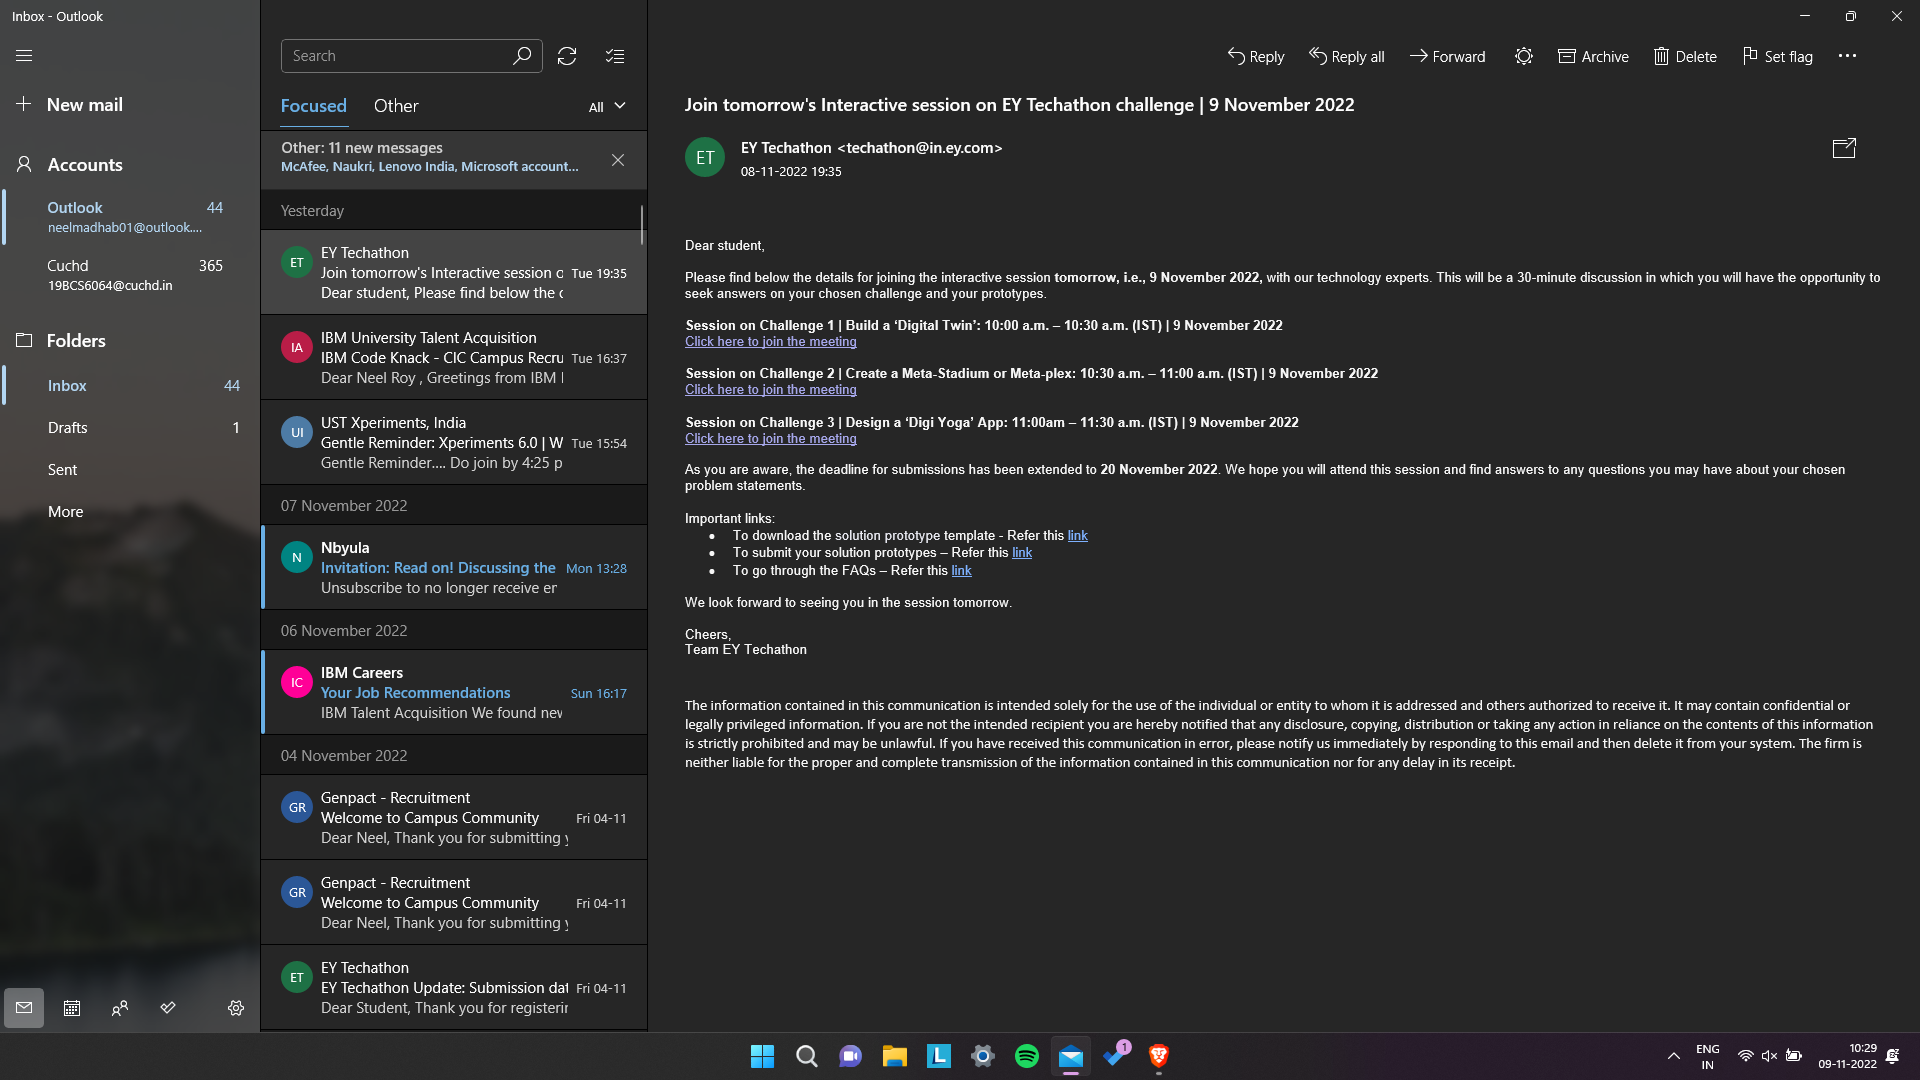 Inbox - Outlook
New mail
Accounts
Outlook 44
neelmadhab01@outlook....
Cuchd 365
19BCS6064@cuchd.in
Folders
Inbox 44
Drafts 1
Sent
More
Search
Focused Other All
Other: 11 new messages
McAfee, Naukri, Lenovo India, Microsoft account...
Yesterday
ET EY Techathon
Join tomorrow's Interactive session o Tue 19:35
Dear student, Please find below the d
IA IBM University Talent Acquisition
IBM Code Knack - CIC Campus Recru Tue 16:37
Dear Neel Roy , Greetings from IBM I
UI UST Xperiments, India
Gentle Reminder: Xperiments 6.0 | W Tue 15:54
Gentle Reminder.... Do join by 4:25 p
07 November 2022
N Nbyula
Invitation: Read on! Discussing the Mon 13:28
Unsubscribe to no longer receive er
06 November 2022
IC IBM Careers
Your Job Recommendations Sun 16:17
IBM Talent Acquisition We found nev
04 November 2022
GR Genpact - Recruitment
Welcome to Campus Community Fri 04-11
Dear Neel, Thank you for submitting y
GR Genpact - Recruitment
Welcome to Campus Community Fri 04-11
Dear Neel, Thank you for submitting y
ET EY Techathon
EY Techathon Update: Submission dat Fri 04-11
Dear Student, Thank you for registerin
Reply Reply all Forward Archive Delete Set flag
Join tomorrow's Interactive session on EY Techathon challenge | 9 November 2022
ET EY Techathon <techathon@in.ey.com>
08-11-2022 19:35
Dear student,
Please find below the details for joining the interactive session tomorrow, i.e., 9 November 2022, with our technology experts. This will be a 30-minute discussion in which you will have the opportunity to
seek answers on your chosen challenge and your prototypes.
Session on Challenge 1 | Build a ‘Digital Twin’: 10:00 a.m. – 10:30 a.m. (IST) | 9 November 2022
Click here to join the meeting
Session on Challenge 2 | Create a Meta-Stadium or Meta-plex: 10:30 a.m. – 11:00 a.m. (IST) | 9 November 2022
Click here to join the meeting
Session on Challenge 3 | Design a ‘Digi Yoga’ App: 11:00am – 11:30 a.m. (IST) | 9 November 2022
Click here to join the meeting
As you are aware, the deadline for submissions has been extended to 20 November 2022. We hope you will attend this session and find answers to any questions you may have about your chosen
problem statements.
Important links:
• To download the solution prototype template - Refer this link
• To submit your solution prototypes – Refer this link
• To go through the FAQs – Refer this link
We look forward to seeing you in the session tomorrow.
Cheers,
Team EY Techathon
The information contained in this communication is intended solely for the use of the individual or entity to whom it is addressed and others authorized to receive it. It may contain confidential or
legally privileged information. If you are not the intended recipient you are hereby notified that any disclosure, copying, distribution or taking any action in reliance on the contents of this information
is strictly prohibited and may be unlawful. If you have received this communication in error, please notify us immediately by responding to this email and then delete it from your system. The firm is
neither liable for the proper and complete transmission of the information contained in this communication nor for any delay in its receipt.
L
1
ENG
IN
10:29
09-11-2022